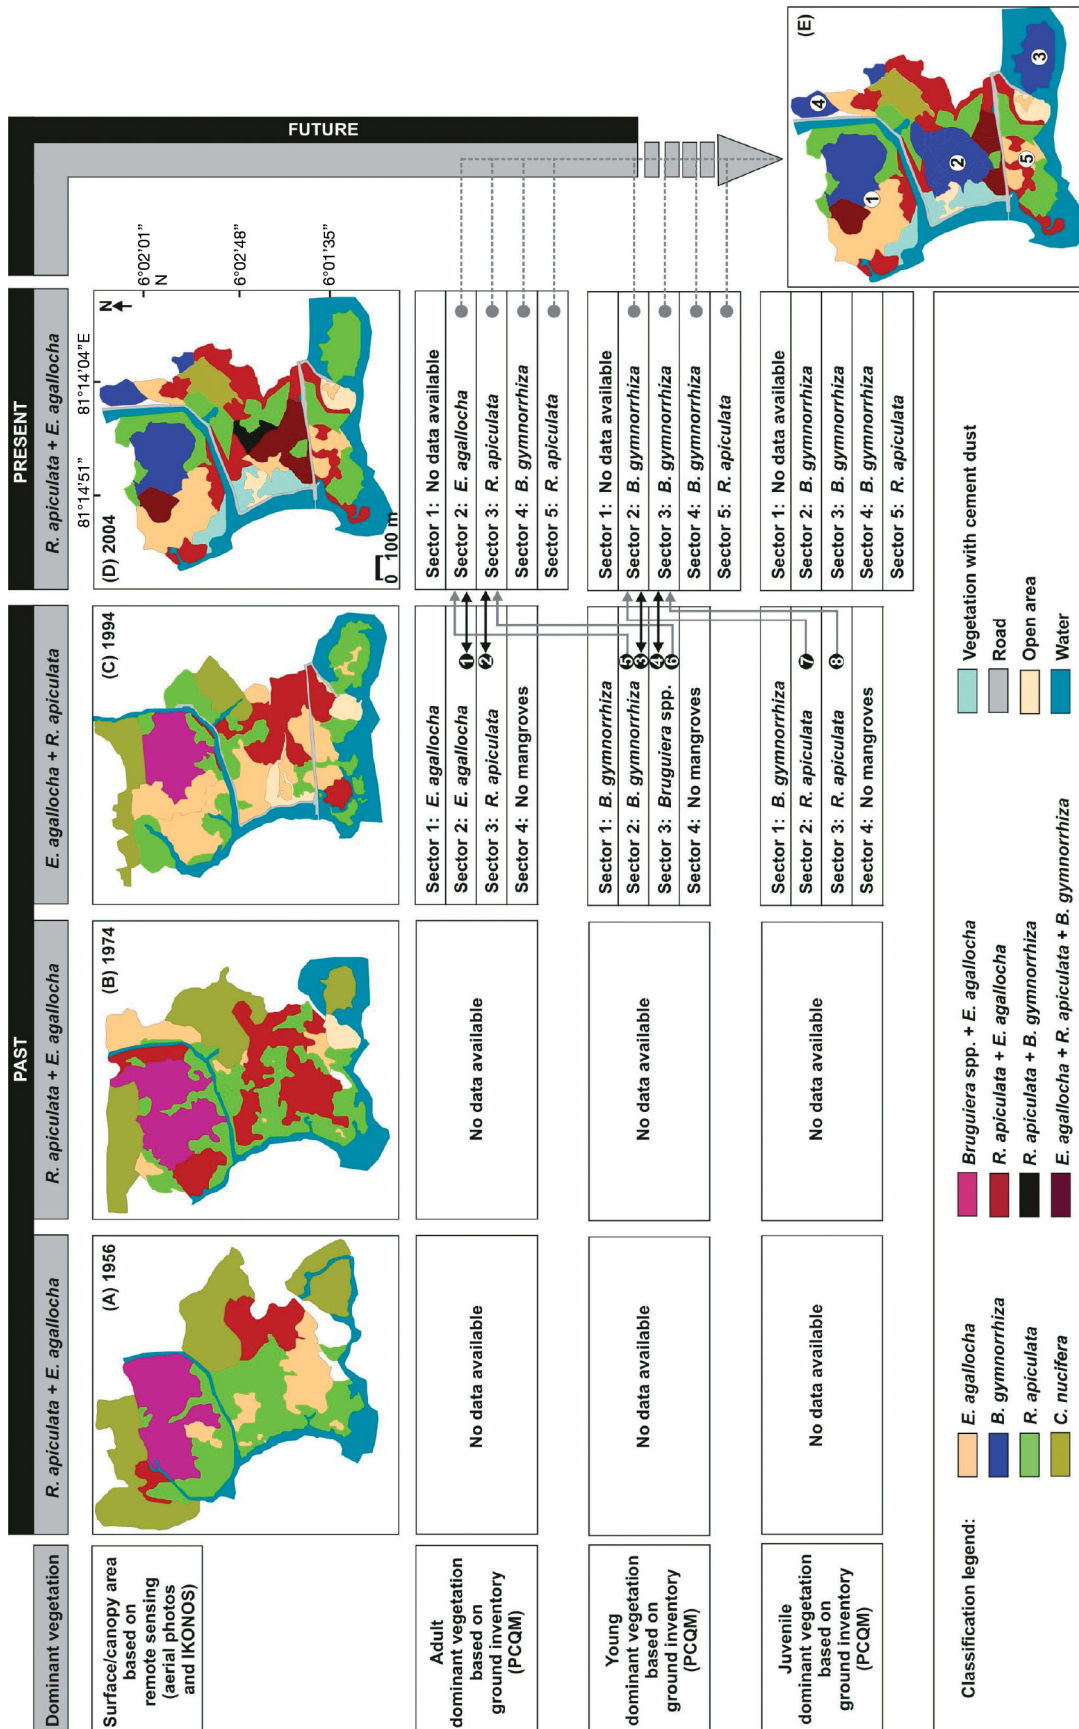 PAST
PRESENT
FUTURE
Dominant vegetation
R. apiculata + E. agallocha
R. apiculata + E. agallocha
E. agallocha + R. apiculata
R. apiculata + E. agallocha
Surface/canopy area
based on
remote sensing
(aerial photos
and IKONOS)
(A) 1956
(B) 1974
(C) 1994
(D) 2004
81°14'51"
81°14'04"E
N
6°02'01"
N
6°02'48"
6°01'35"
0 100 m
Adult
dominant vegetation
based on
ground inventory
(PCQM)
No data available
No data available
Sector 1: E. agallocha
Sector 2: E. agallocha
Sector 3: R. apiculata
Sector 4: No mangroves
1
2
Sector 1: No data available
Sector 2: E. agallocha
Sector 3: R. apiculata
Sector 4: B. gymnorrhiza
Sector 5: R. apiculata
Young
dominant vegetation
based on
ground inventory
(PCQM)
No data available
No data available
Sector 1: B. gymnorrhiza
Sector 2: B. gymnorrhiza
Sector 3: Bruguiera spp.
Sector 4: No mangroves
5
3
4
6
Sector 1: No data available
Sector 2: B. gymnorrhiza
Sector 3: B. gymnorrhiza
Sector 4: B. gymnorrhiza
Sector 5: R. apiculata
Juvenile
dominant vegetation
based on
ground inventory
(PCQM)
No data available
No data available
Sector 1: B. gymnorrhiza
Sector 2: R. apiculata
Sector 3: R. apiculata
Sector 4: No mangroves
7
8
Sector 1: No data available
Sector 2: B. gymnorrhiza
Sector 3: B. gymnorrhiza
Sector 4: B. gymnorrhiza
Sector 5: R. apiculata
(E)
4
1
2
3
5
Classification legend:
E. agallocha
B. gymnorrhiza
R. apiculata
C. nucifera
Bruguiera spp. + E. agallocha
R. apiculata + E. agallocha
R. apiculata + B. gymnorrhiza
E. agallocha + R. apiculata + B. gymnorrhiza
Vegetation with cement dust
Road
Open area
Water